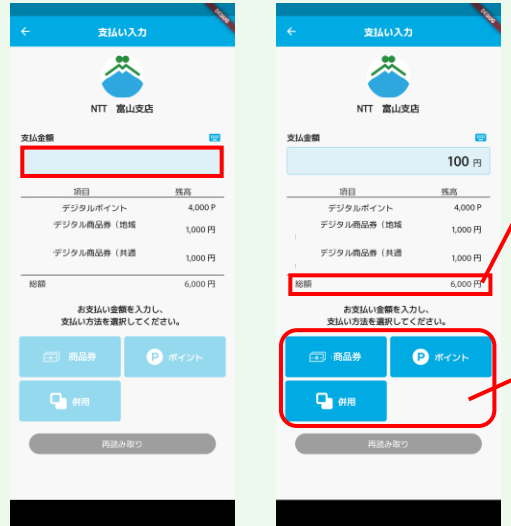 DEBUG
支払い入力
NTT 富山支店
支払金額
項目 残高
デジタルポイント 4,000 P
デジタル商品券（地域 1,000 円
デジタル商品券（共通 1,000 円
総額 6,000 円
お支払い金額を入力し、
支払い方法を選択してください。
商品券 P ポイント
併用
再読み取り
DEBUG
支払い入力
NTT 富山支店
支払金額
100 円
項目 残高
デジタルポイント 4,000 P
デジタル商品券（地域 1,000 円
デジタル商品券（共通 1,000 円
総額 6,000 円
お支払い金額を入力し、
支払い方法を選択してください。
商品券 P ポイント
併用
再読み取り